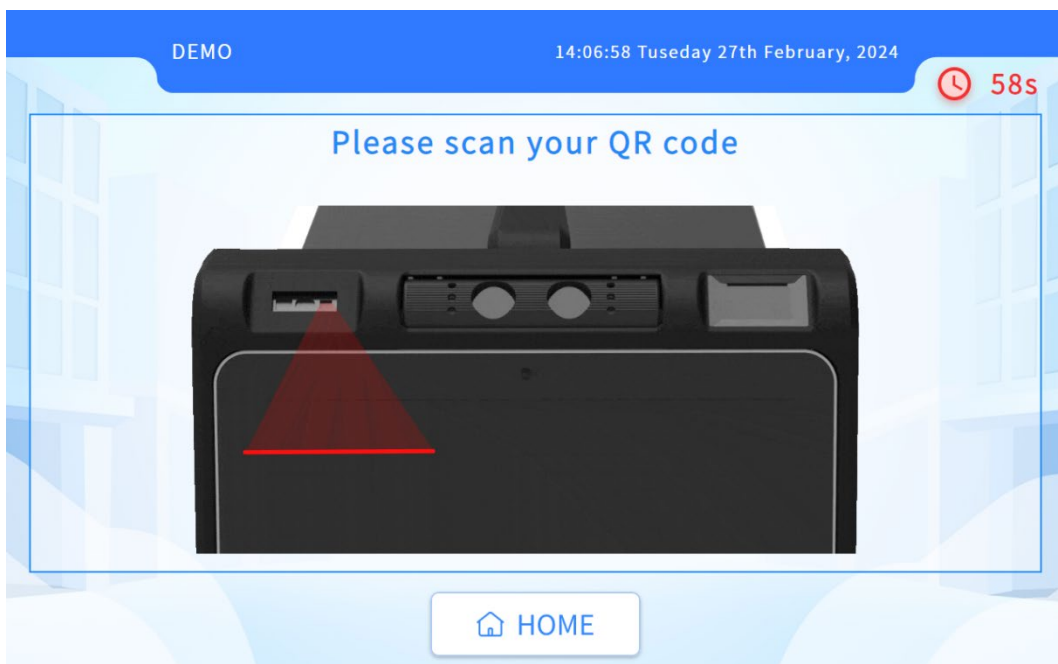 DEMO
14:06:58 Tuseday 27th February, 2024
58s
Please scan your QR code
HOME